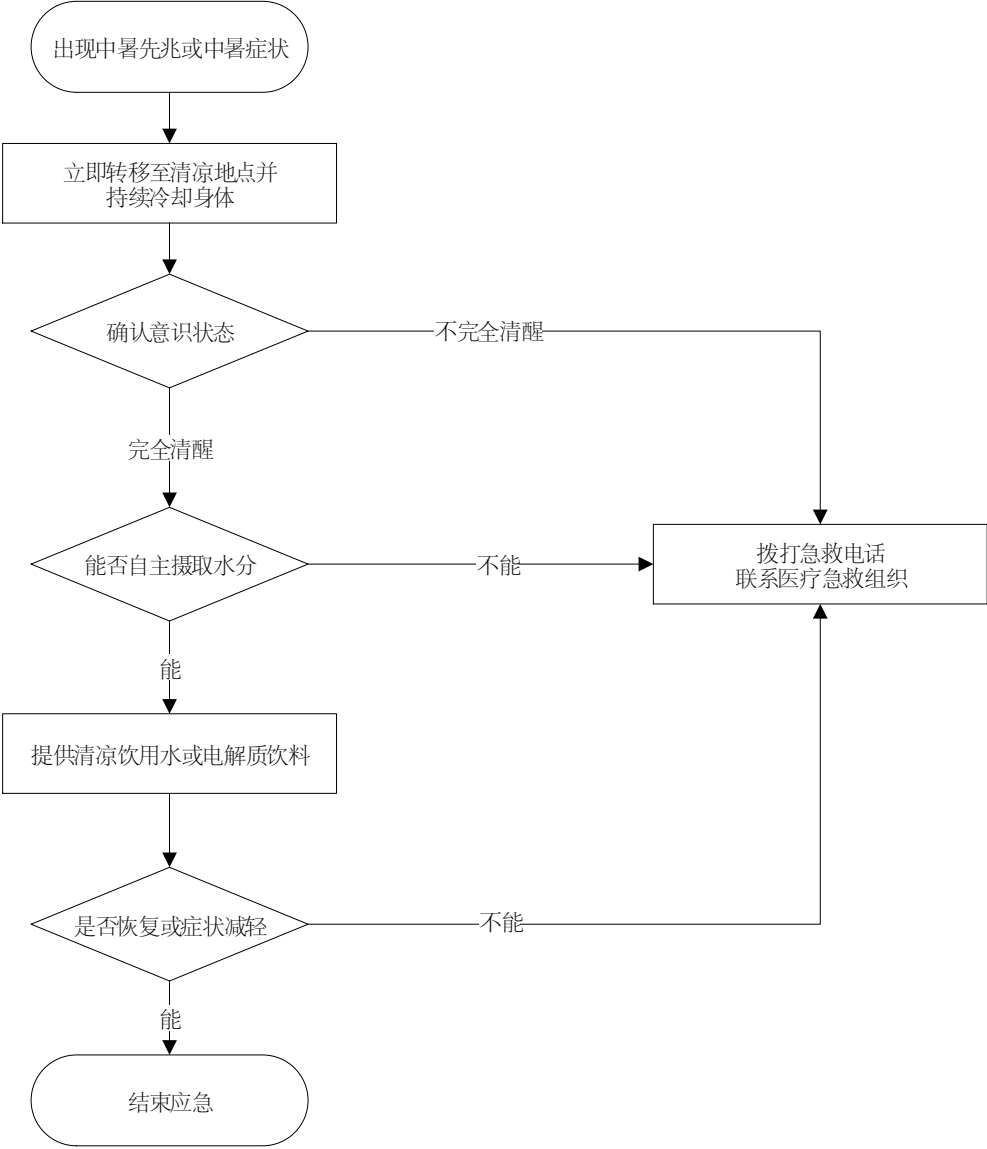 出现中暑先兆或中暑症状
立即转移至清凉地点并
持续冷却身体
确认意识状态
不完全清醒
完全清醒
能否自主摄取水分
不能
拨打急救电话
联系医疗急救组织
能
提供清凉饮用水或电解质饮料
是否恢复或症状减轻
不能
能
结束应急